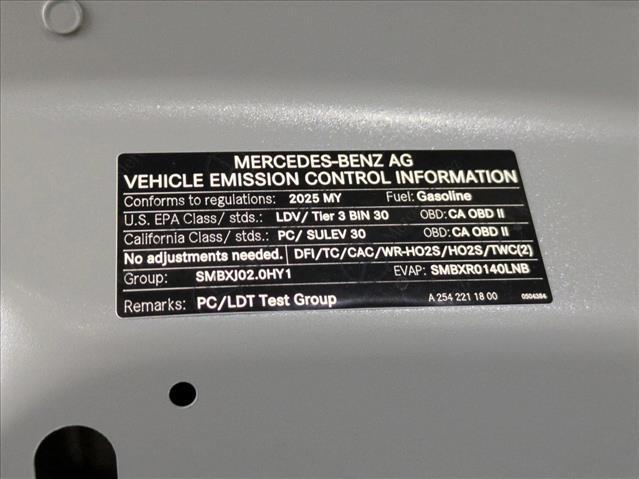 MERCEDES-BENZ AG
VEHICLE EMISSION CONTROL INFORMATION
Conforms to regulations: 2025 MY Fuel: Gasoline
U.S. EPA Class/ stds.: LDV/ Tier 3 BIN 30 OBD: CA OBD II
California Class/ stds.: PC/ SULEV 30 OBD: CA OBD II
No adjustments needed. DFI/TC/CAC/WR-HO2S/HO2S/TWC(2)
Group: SMBXJ02.0HY1 EVAP: SMBXR0140LNB
Remarks: PC/LDT Test Group A 254 221 18 00 0504384